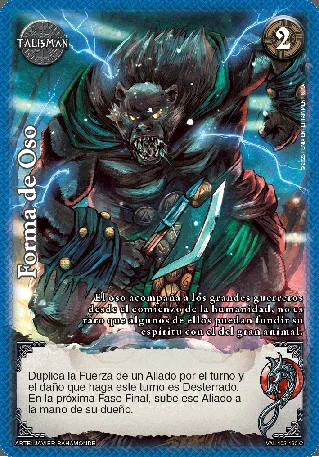 TALISMAN
2
Forma de Oso
El oso acompaña a los grandes guerreros
desde el comienzo de la humanidad, no es
raro que algunos de ellos puedan fundir su
espíritu con el del gran animal.
Duplica la Fuerza de un Aliado por el turno y
el daño que haga este turno es Desterrado.
En la próxima Fase Final, sube ese Aliado a
la mano de su dueño.
ARTE: JAVIER BAHAMONDE